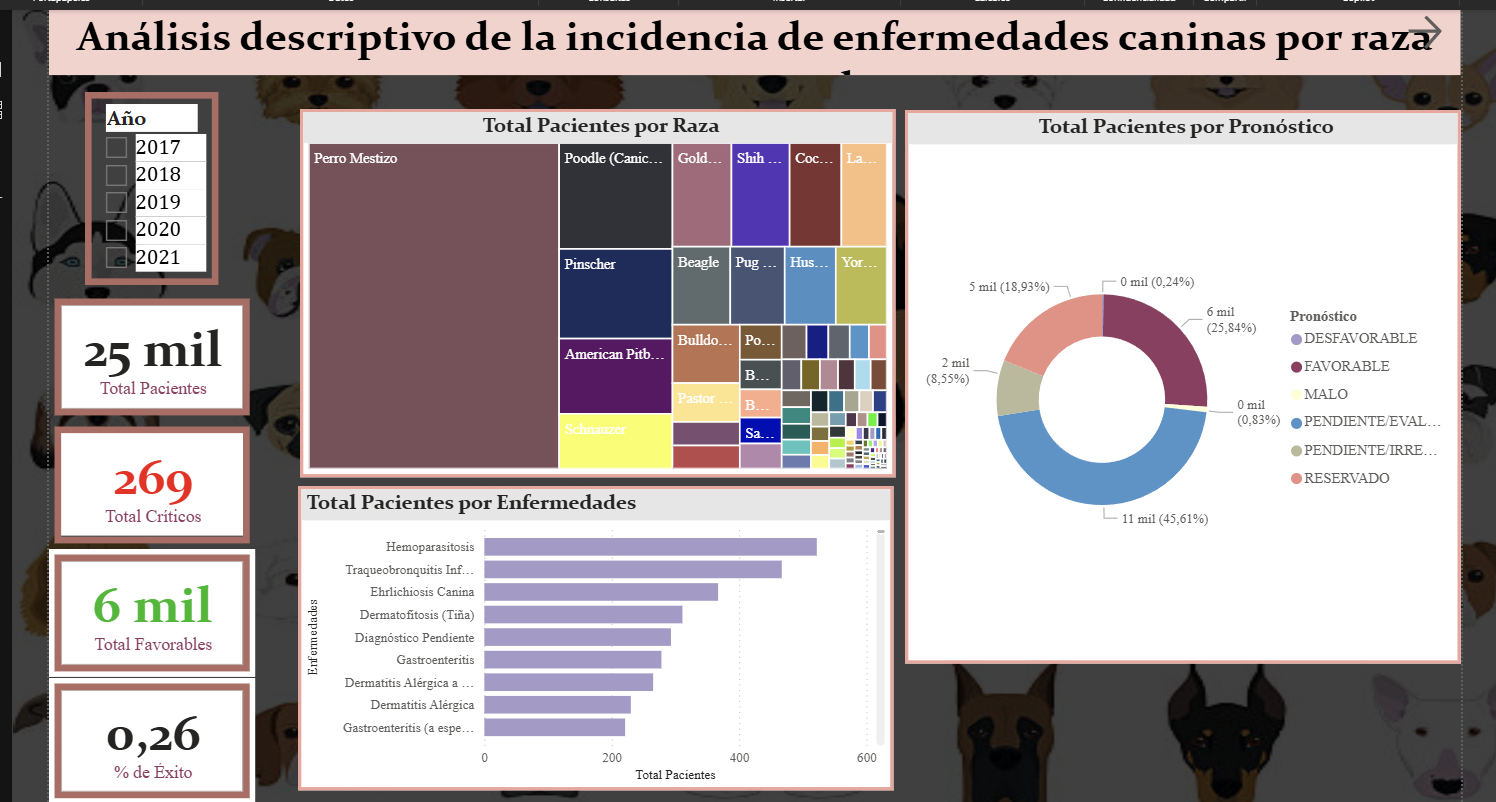 Análisis descriptivo de la incidencia de enfermedades caninas por raza
Año
2017
2018
2019
2020
2021
25 mil
Total Pacientes
269
Total Críticos
6 mil
Total Favorables
0,26
% de Éxito
Total Pacientes por Raza
Perro Mestizo
Poodle (Canic…
Pinscher
American Pitb…
Schnauzer
Gold…
Shih …
Coc…
La…
Beagle
Pug …
Hus…
Yor…
Bulldo…
Pastor …
Po…
B…
B…
Sa…
Total Pacientes por Enfermedades
Enfermedades
Hemoparasitosis
Traqueobronquitis Inf…
Ehrlichiosis Canina
Dermatofitosis (Tiña)
Diagnóstico Pendiente
Gastroenteritis
Dermatitis Alérgica a …
Dermatitis Alérgica
Gastroenteritis (a espe…
0 200 400 600
Total Pacientes
Total Pacientes por Pronóstico
0 mil (0,24%)
6 mil
(25,84%)
0 mil
(0,83%)
11 mil (45,61%)
2 mil
(8,55%)
5 mil (18,93%)
Pronóstico
DESFAVORABLE
FAVORABLE
MALO
PENDIENTE/EVAL…
PENDIENTE/IRRE…
RESERVADO